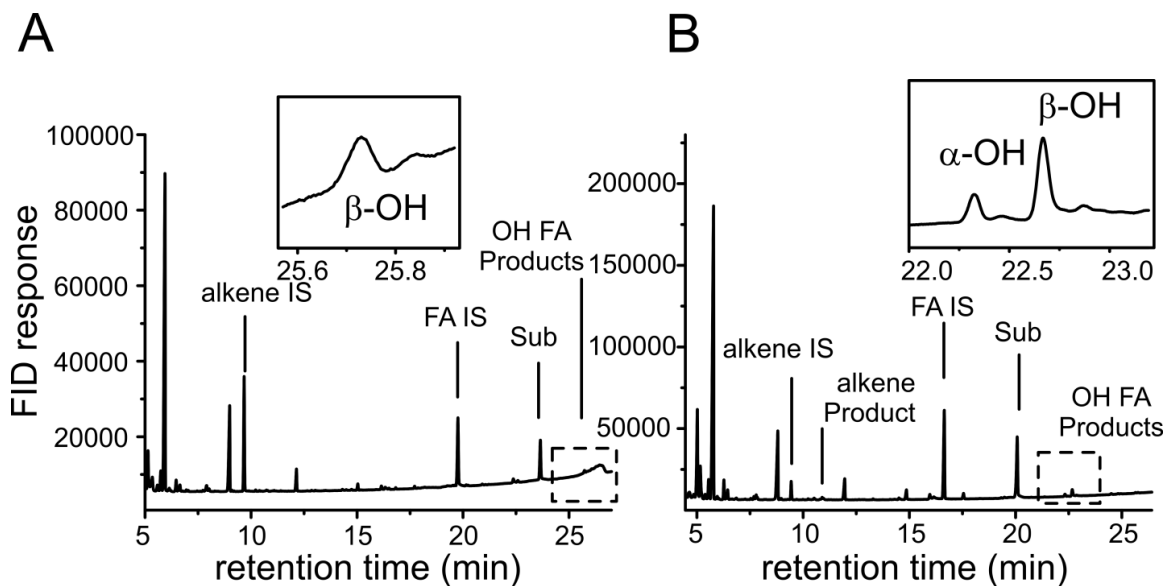 A
FID response
100000
80000
60000
40000
20000
β-OH
25.6 25.8
alkene IS
FA IS
Sub
OH FA
Products
5 10 15 20 25
retention time (min)
B
200000
150000
100000
50000
α-OH
β-OH
22.0 22.5 23.0
alkene IS
alkene
Product
FA IS
Sub
OH FA
Products
5 10 15 20 25
retention time (min)